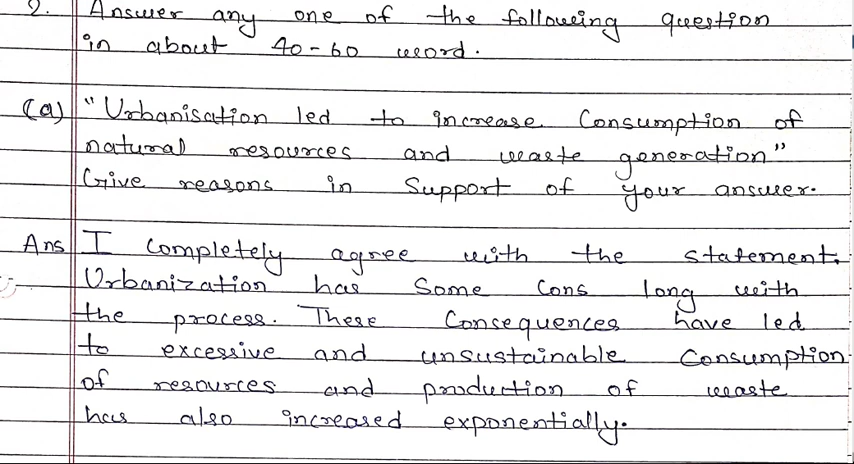 2. Answer any one of the following question
in about 40-60 word.
(a) "Urbanisation led to increase Consumption of
natural resources and waste generation"
Give reasons in Support of your answer.
Ans I completely agree with the statement.
Urbanization has Some Cons long with
the process. These Consequences have led
to excessive and unsustainable Consumption
of resources and production of waste
has also increased exponentially.